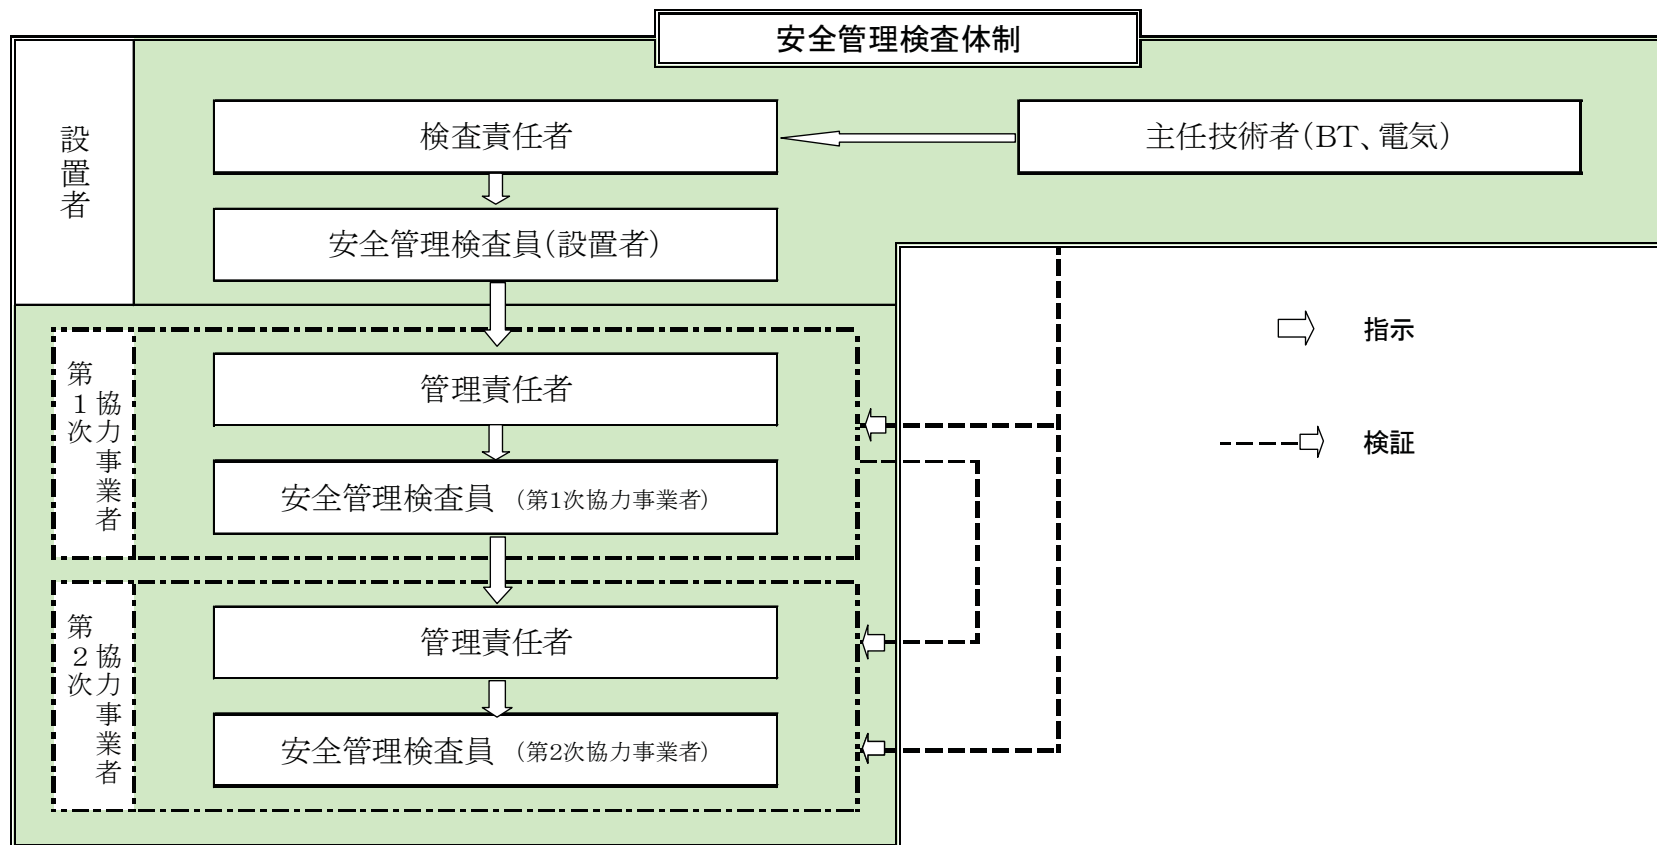 安全管理検査体制
設置者
検査責任者
主任技術者（BT、電気）
安全管理検査員（設置者）
指示
検証
第1次
協力事業者
管理責任者
安全管理検査員 （第1次協力事業者）
第2次
協力事業者
管理責任者
安全管理検査員 （第2次協力事業者）